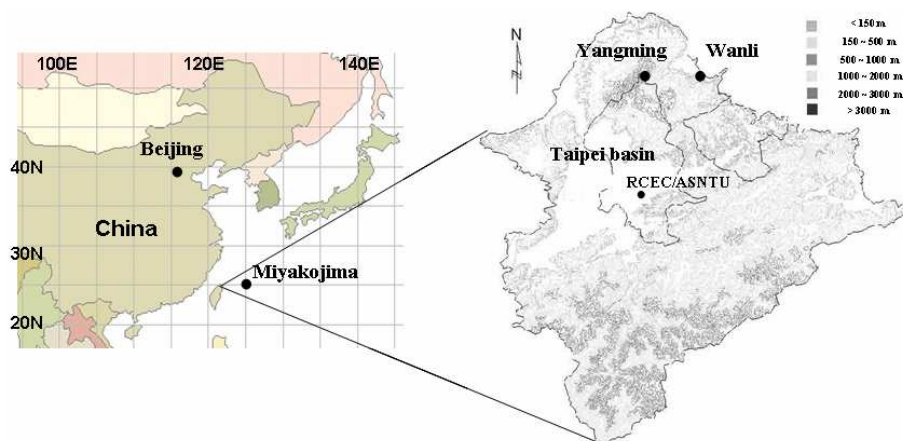 100E
120E
140E
50N
Beijing
40N
China
30N
Miyakojima
20N
N
Yangming
Wanli
Taipei basin
RCEC/ASNTU
< 150 m
150 ~ 500 m
500 ~ 1000 m
1000 ~ 2000 m
2000 ~ 3000 m
> 3000 m